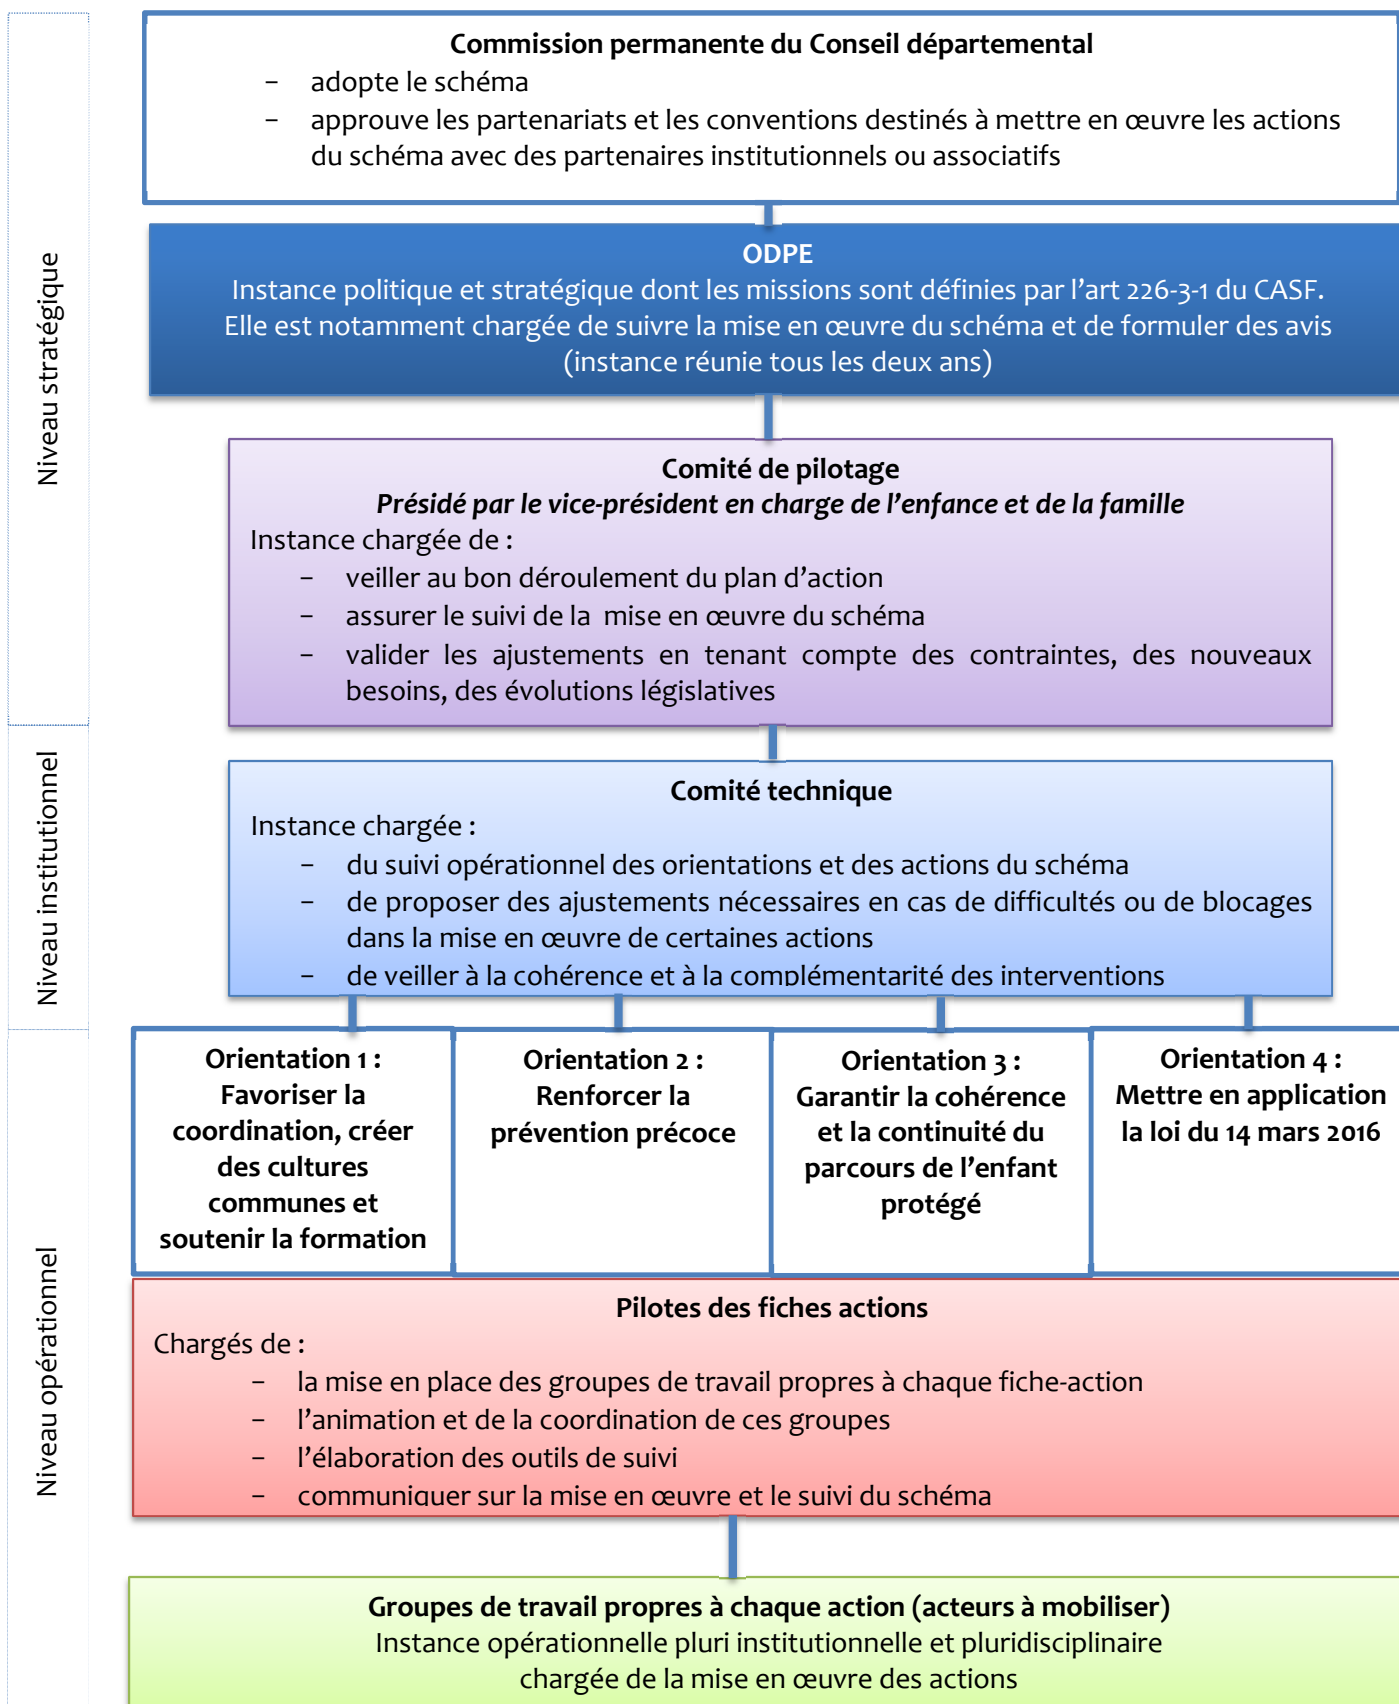 Niveau stratégique
Commission permanente du Conseil départemental
– adopte le schéma
– approuve les partenariats et les conventions destinés à mettre en œuvre les actions
du schéma avec des partenaires institutionnels ou associatifs
ODPE
Instance politique et stratégique dont les missions sont définies par l’art 226-3-1 du CASF.
Elle est notamment chargée de suivre la mise en œuvre du schéma et de formuler des avis
(instance réunie tous les deux ans)
Comité de pilotage
Présidé par le vice-président en charge de l’enfance et de la famille
Instance chargée de :
– veiller au bon déroulement du plan d’action
– assurer le suivi de la mise en œuvre du schéma
– valider les ajustements en tenant compte des contraintes, des nouveaux
besoins, des évolutions législatives
Niveau institutionnel
Comité technique
Instance chargée :
– du suivi opérationnel des orientations et des actions du schéma
– de proposer des ajustements nécessaires en cas de difficultés ou de blocages
dans la mise en œuvre de certaines actions
– de veiller à la cohérence et à la complémentarité des interventions
Niveau opérationnel
Orientation 1 :
Favoriser la
coordination, créer
des cultures
communes et
soutenir la formation
Orientation 2 :
Renforcer la
prévention précoce
Orientation 3 :
Garantir la cohérence
et la continuité du
parcours de l’enfant
protégé
Orientation 4 :
Mettre en application
la loi du 14 mars 2016
Pilotes des fiches actions
Chargés de :
– la mise en place des groupes de travail propres à chaque fiche-action
– l’animation et de la coordination de ces groupes
– l’élaboration des outils de suivi
– communiquer sur la mise en œuvre et le suivi du schéma
Groupes de travail propres à chaque action (acteurs à mobiliser)
Instance opérationnelle pluri institutionnelle et pluridisciplinaire
chargée de la mise en œuvre des actions